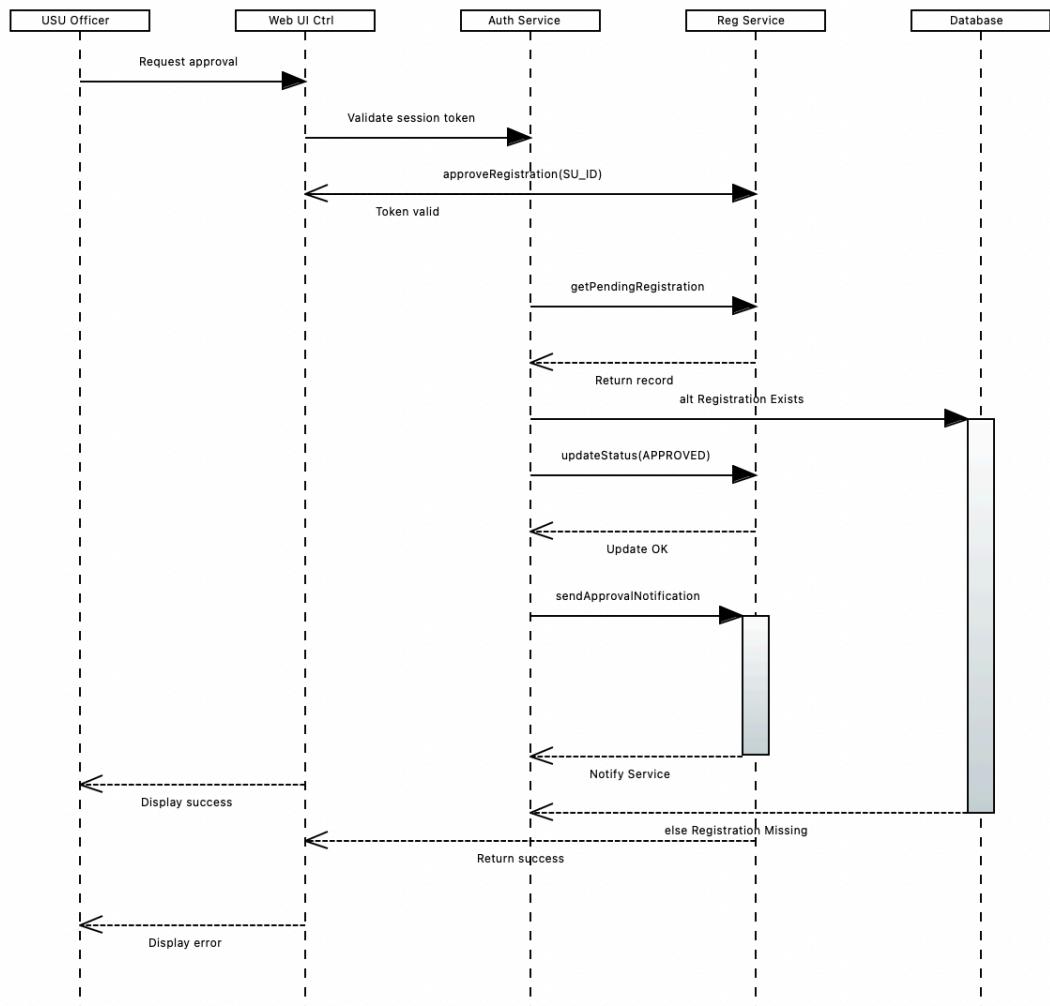 USU Officer
Web UI Ctrl
Auth Service
Reg Service
Database
Request approval
Validate session token
approveRegistration(SU_ID)
Token valid
getPendingRegistration
Return record
alt Registration Exists
updateStatus(APPROVED)
Update OK
sendApprovalNotification
Notify Service
Display success
else Registration Missing
Return success
Display error